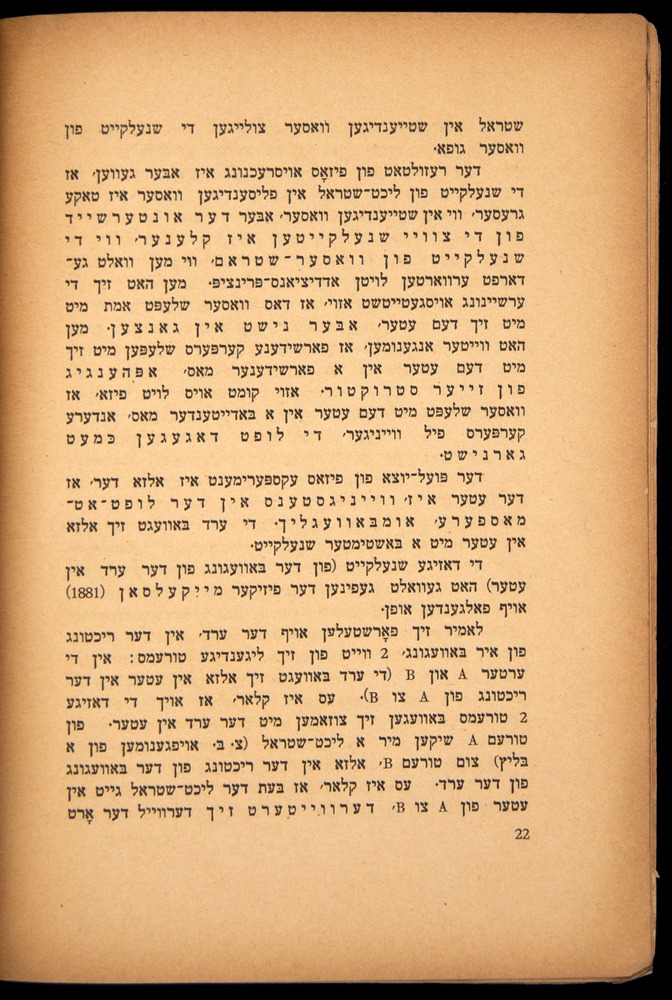 שטראל אין שטייענדיגען וואסער צולייגען די שנעלקייט פון
וואסער גופא.
דער רעזולטאט פון פיזאָס אויסרעכנונג איז אבער געווען, אז
די שנעלקייט פון ליכט־שטראל אין פליסענדיגען וואסער איז טאקע
גרעסער, ווי אין שטייענדיגען וואסער, אבער דער אונטערשייד
פון די צוויי שנעלקייטען איז קלענער, ווי די
שנעלקייט פון וואסער־שטראם, ווי מען וואלט גע־
דארפט ערווארטען לויטן אדדיציאנס־פרינציפ. מען האט זיך די
ערשיינונג אויסגעטייטשט אזוי, אז דאס וואסער שלעפט אמת מיט
מיט זיך דעם עטער, אבער נישט אין גאנצען. מען
האט ווייטער אנגענומען, אז פארשידענע קערפערס שלעפען מיט זיך
מיט דעם עטער אין א פארשידענער מאס, אפהענגיג
פון זייער סטרוקטור. אזוי קומט אויס לויט פיזא, אז
וואסער שלעפט מיט דעם עטער אין א באדייטענדער מאס, אנדערע
קערפערס פיל ווייניגער, די לופט דאגעגען כמעט
גארנישט.
דער פועל־יוצא פון פיזאס עקספערימענט איז אלזא דער, אז
דער עטער איז, ווייניגסטענס אין דער לופט־אט־
מאספערע, אומבאוועגליך. די ערד באוועגט זיך אלזא
אין עטער מיט א באשטימטער שנעלקייט.
די דאזיגע שנעלקייט (פון דער באוועגונג פון דער ערד אין
עטער) האט געוואלט געפינען דער פיזיקער מייקעלסאן (1881)
אויף פאלגענדען אופן.
לאמיר זיך פאָרשטעלען אויף דער ערד, אין דער ריכטונג
פון איר באוועגונג, 2 ווייט פון זיך ליגענדיגע טורעמס: אין די
ערטער A און B (די ערד באוועגט זיך אלזא אין עטער אין דער
ריכטונג פון A צו B). עס איז קלאר, אז אויך די דאזיגע
2 טורעמס באוועגען זיך צוזאמען מיט דער ערד אין עטער. פון
טורעם A שיקען מיר א ליכט־שטראל (צ. ב. אויפגענומען פון א
בליץ) צום טורעם B, אלזא אין דער ריכטונג פון דער באוועגונג
פון דער ערד. עס איז קלאר, אז בעת דער ליכט־שטראל גייט אין
עטער פון A צו B, דערווייטערט זיך דערווייל דער אָרט
22